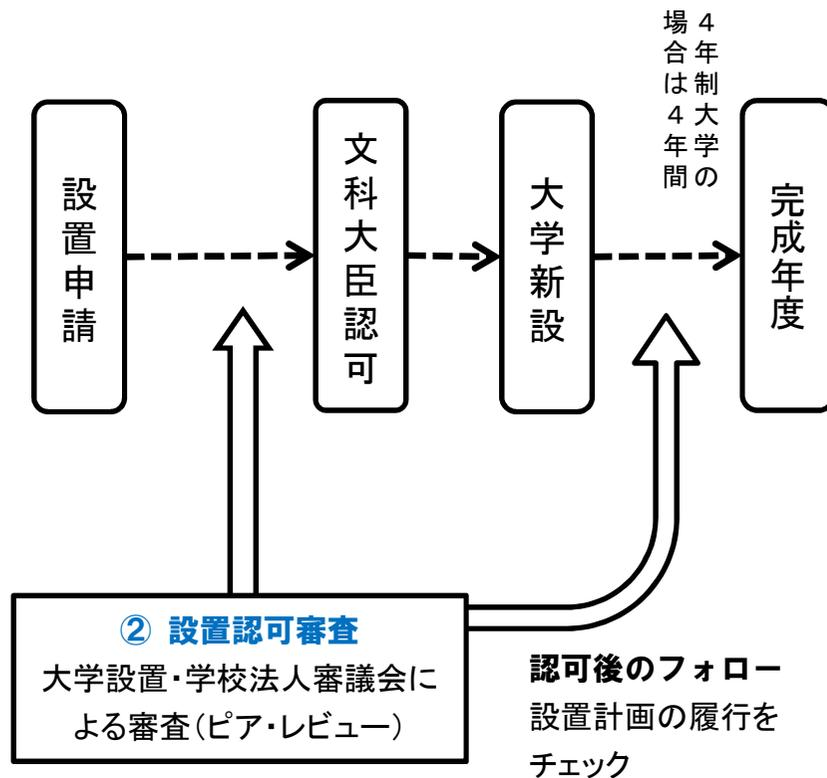 設置申請
文科大臣認可
大学新設
４年制大学の
場合は４年間
完成年度
② 設置認可審査
大学設置・学校法人審議会に
よる審査（ピア・レビュー）
認可後のフォロー
設置計画の履行を
チェック